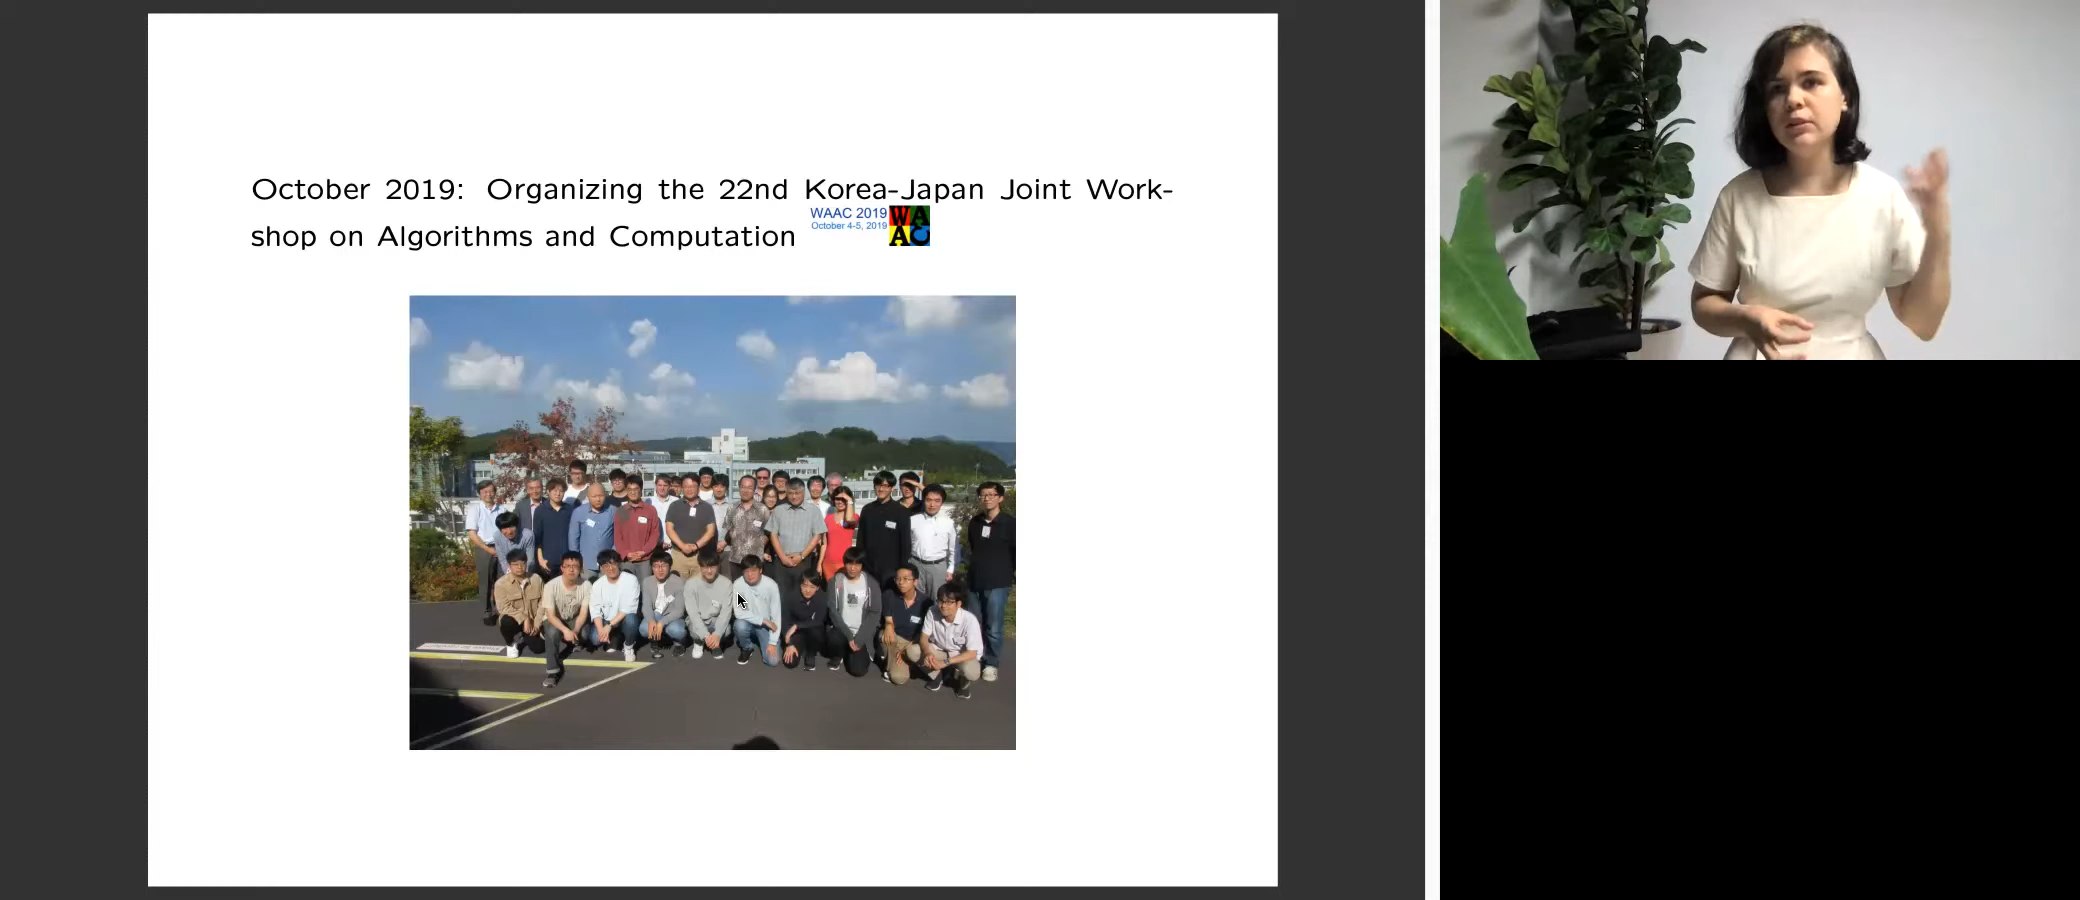 October 2019: Organizing the 22nd Korea-Japan Joint Work-
shop on Algorithms and Computation
WAAC 2019
October 4-5, 2019
WA
AC